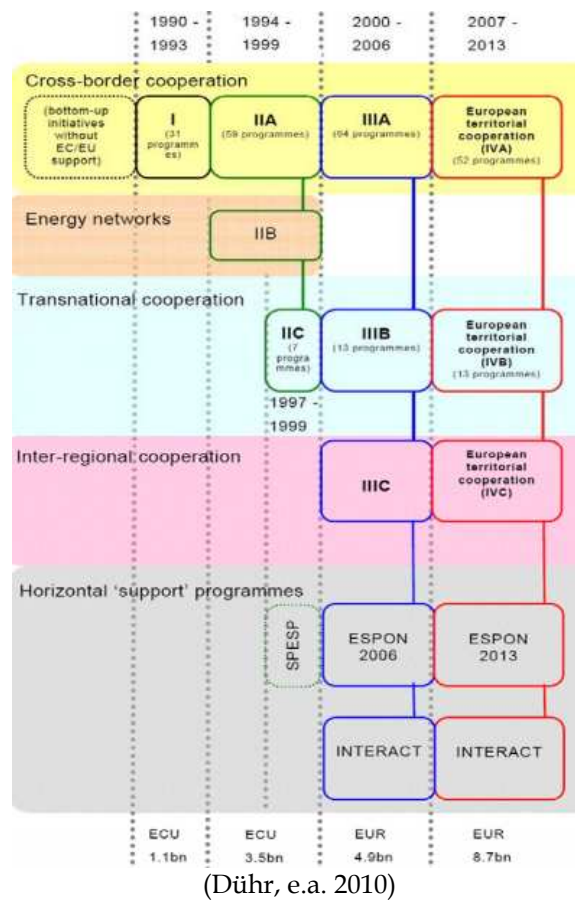 1990 - 1994 - 2000 - 2007 -
1993 1999 2006 2013
Cross-border cooperation
(bottom-up
initiatives
without
EC/EU
support)
I
(31
programm
es)
IIA
(59 programmes)
IIIA
(64 programmes)
European
territorial
cooperation
(IVA)
(52 programmes)
Energy networks
IIB
Transnational cooperation
IIC
(7
progra
mmes)
IIIB
(13 programmes)
European
territorial
cooperation
(IVB)
(13 programmes)
1997 -
1999
Inter-regional cooperation
IIIC
European
territorial
cooperation
(IVC)
Horizontal ‘support’ programmes
SPESP
ESPON
2006
ESPON
2013
INTERACT
INTERACT
ECU ECU EUR EUR
1.1bn 3.5bn 4.9bn 8.7bn
(Dühr, e.a. 2010)